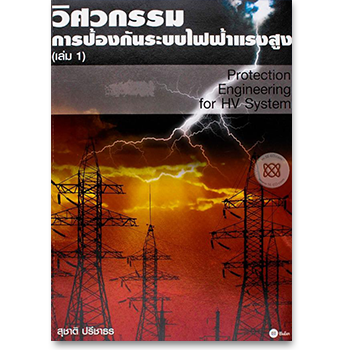 วิศวกรรม
การป้องกันระบบไฟฟ้าแรงสูง
(เล่ม 1)
Protection
Engineering
for HV System
สุชาติ ปรีชาธร